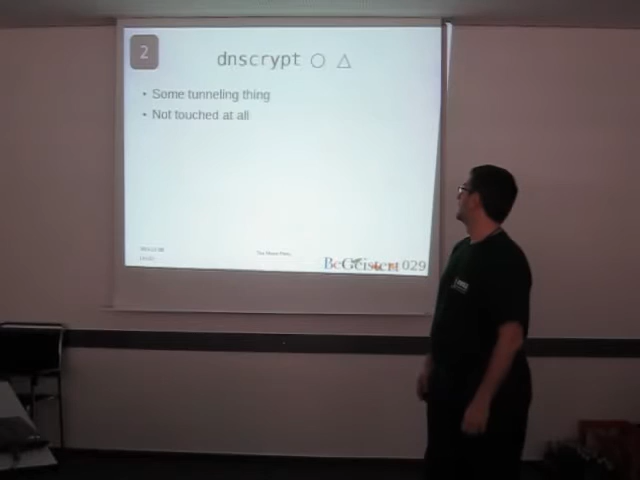 2
dnscrypt ○ △
• Some tunneling thing
• Not touched at all
BeGeistert 029